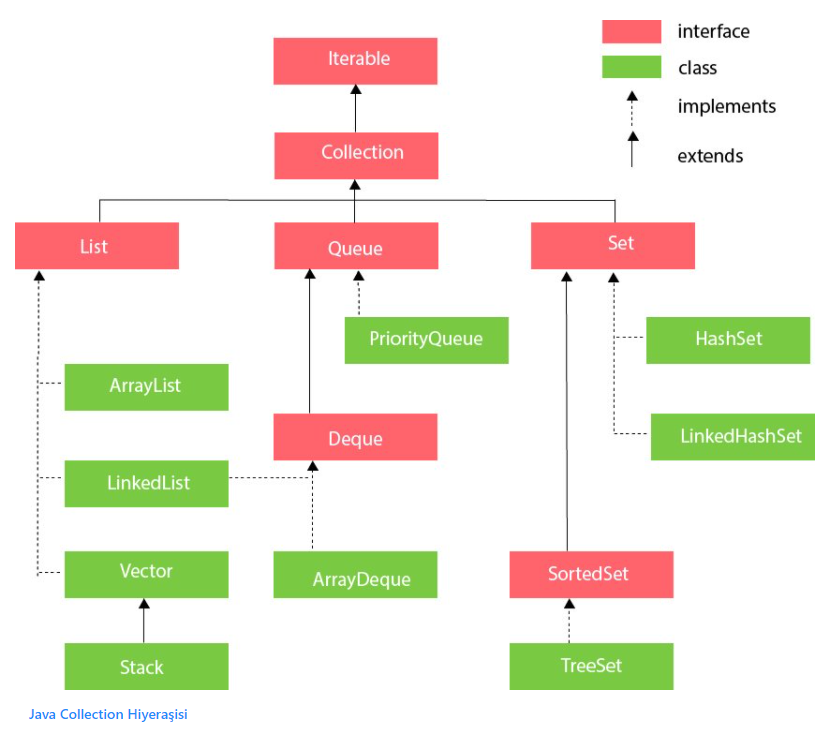 interface
Iterable
class
implements
Collection
extends
List
Queue
Set
PriorityQueue
HashSet
ArrayList
Deque
LinkedHashSet
LinkedList
Vector
ArrayDeque
SortedSet
Stack
TreeSet
Java Collection Hiyeraşisi